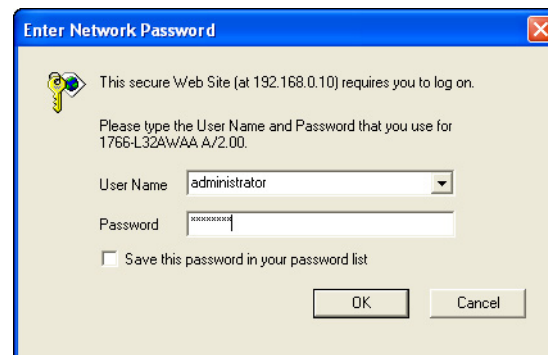 Enter Network Password
This secure Web Site (at 192.168.0.10) requires you to log on.
Please type the User Name and Password that you use for
1766-L32AWAA A/2.00.
User Name administrator
Password ********
Save this password in your password list
OK Cancel